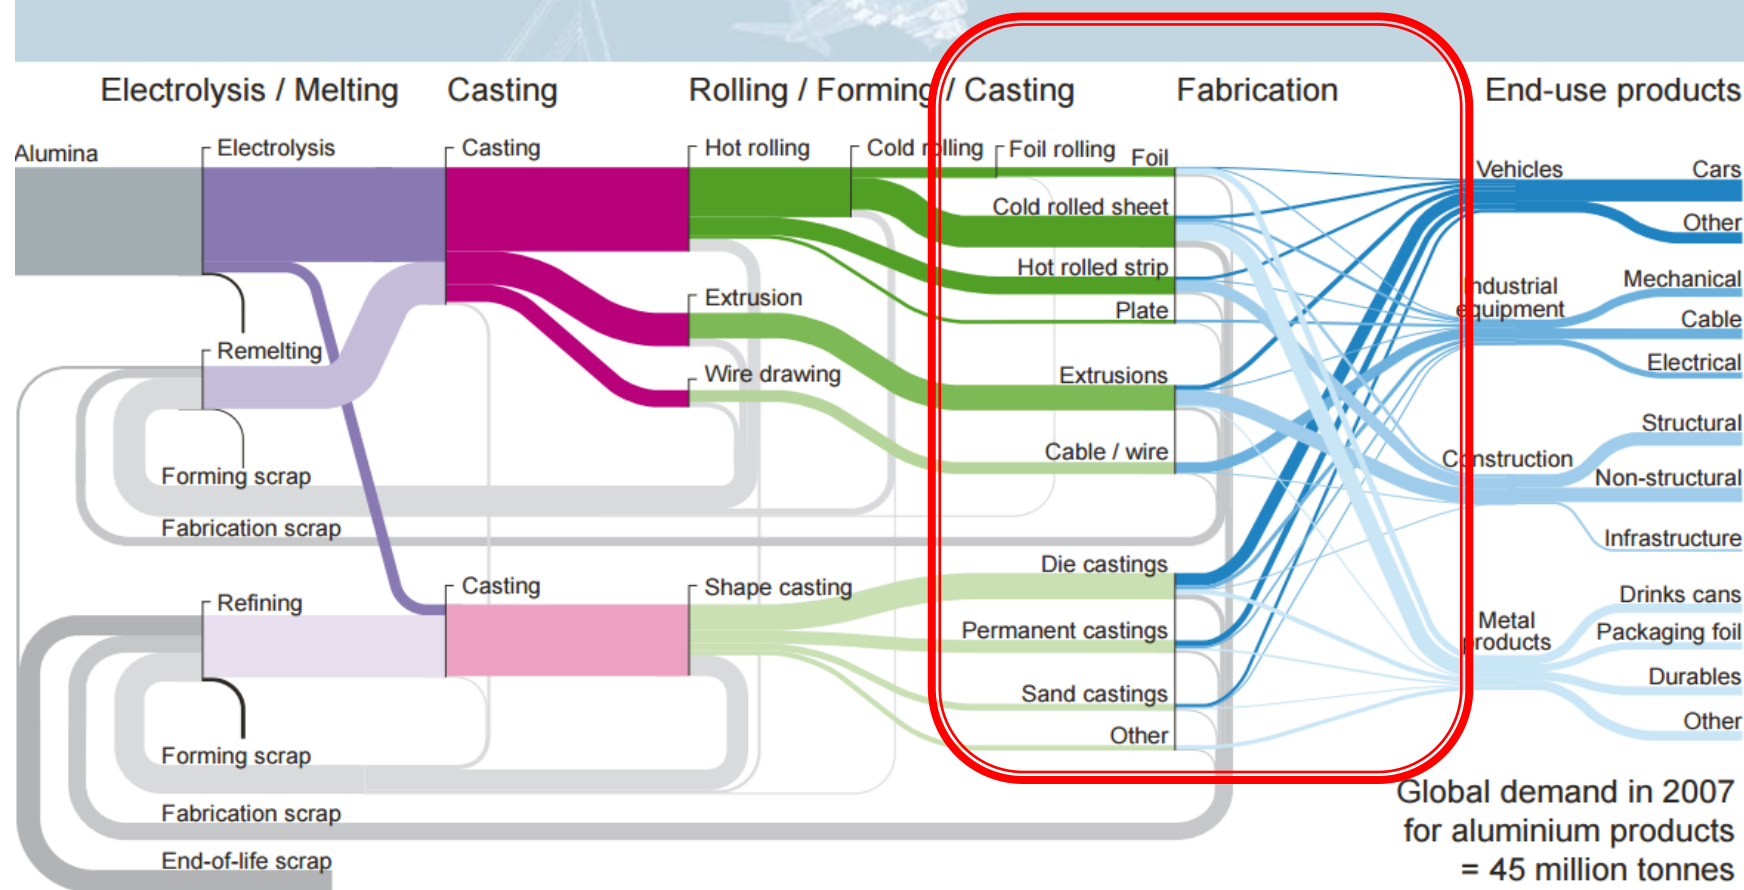 Electrolysis / Melting
Casting
Rolling / Forming / Casting
Fabrication
End-use products
Alumina
Electrolysis
Casting
Hot rolling
Cold rolling
Foil rolling
Foil
Vehicles
Cars
Cold rolled sheet
Other
Hot rolled strip
Industrial
equipment
Mechanical
Extrusion
Plate
Cable
Remelting
Electrical
Wire drawing
Extrusions
Structural
Cable / wire
Construction
Non-structural
Forming scrap
Fabrication scrap
Infrastructure
Die castings
Casting
Shape casting
Refining
Drinks cans
Permanent castings
Metal
products
Packaging foil
Durables
Sand castings
Other
Other
Forming scrap
Global demand in 2007
for aluminium products
= 45 million tonnes
Fabrication scrap
End-of-life scrap